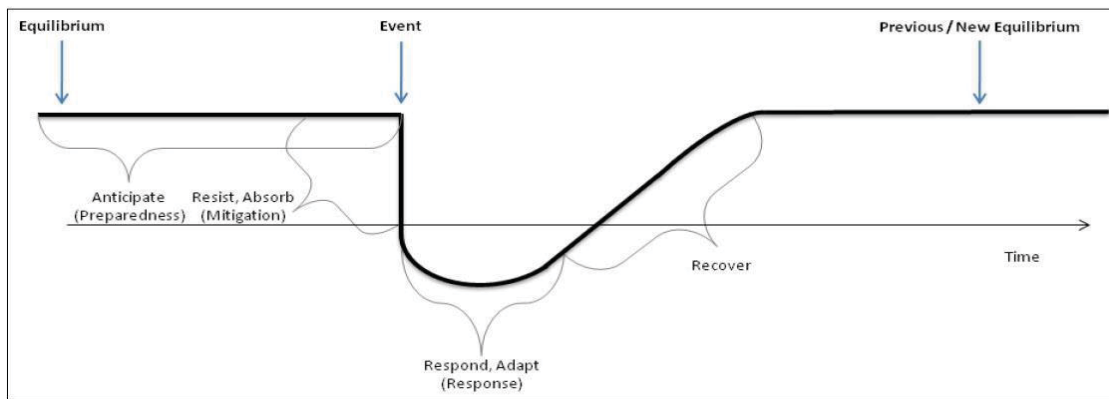 Equilibrium
Event
Previous / New Equilibrium
Anticipate
(Preparedness)
Resist, Absorb
(Mitigation)
Recover
Time
Respond, Adapt
(Response)